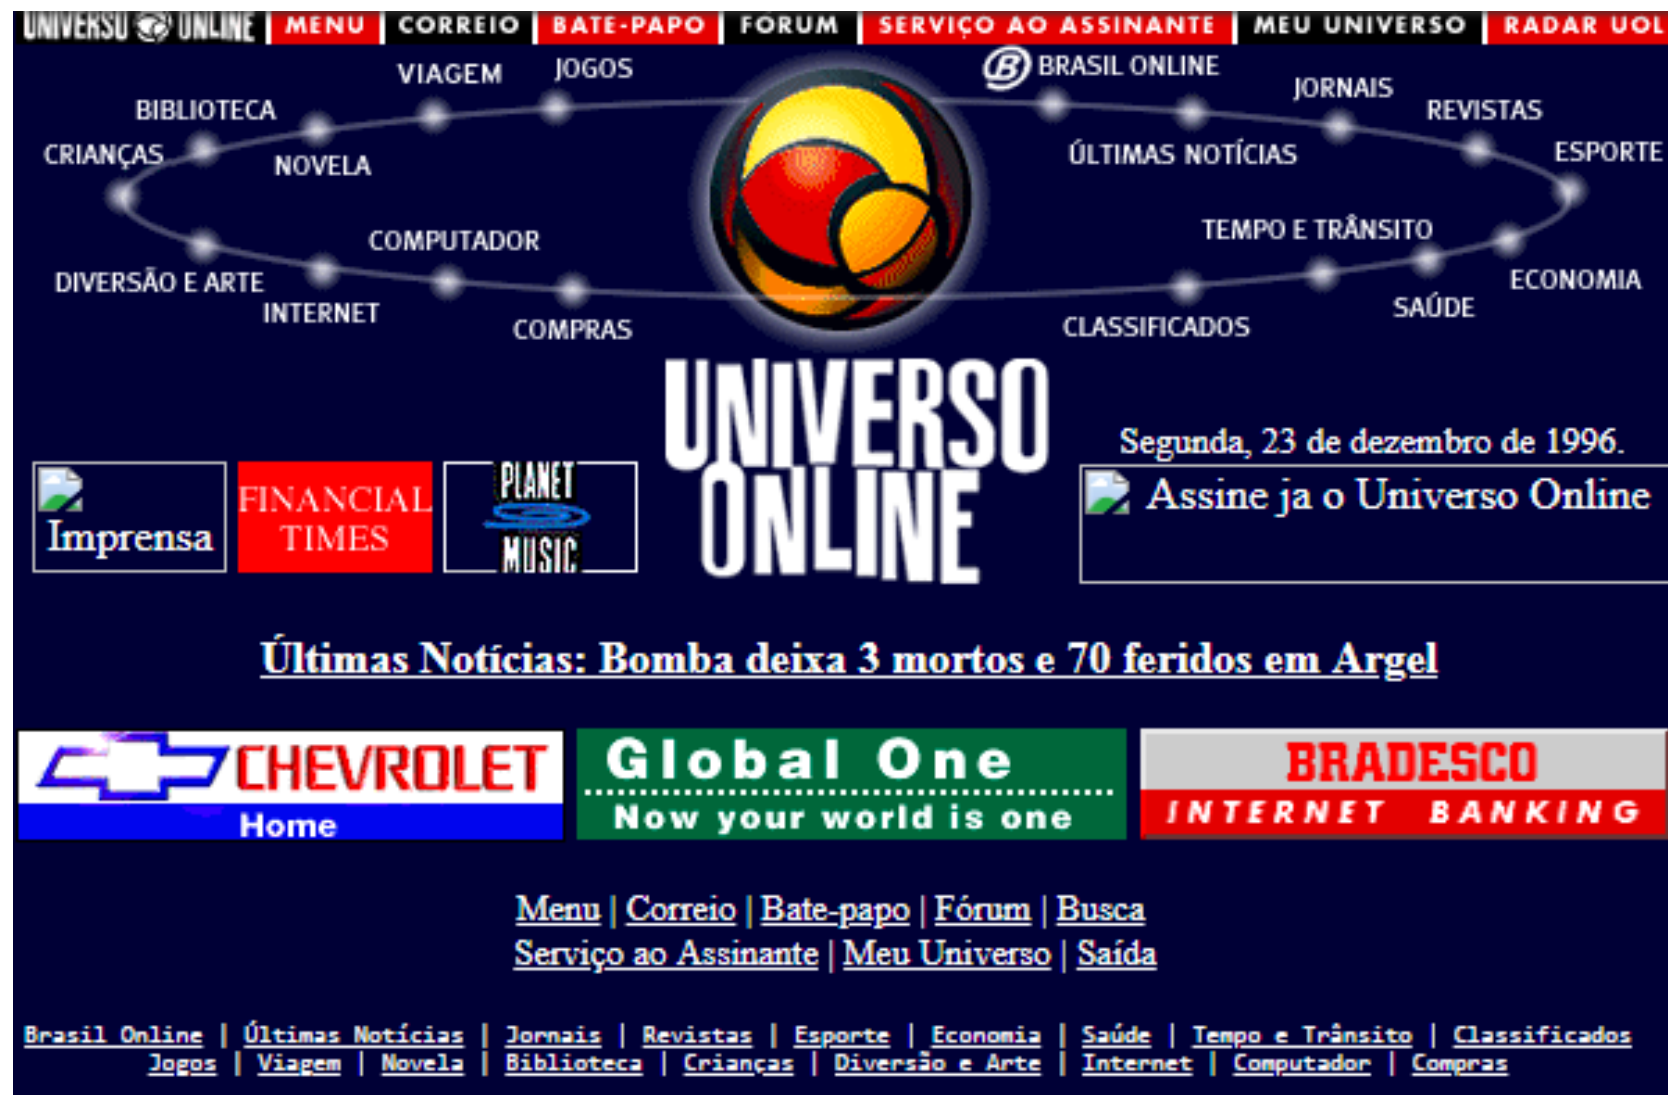 UNIVERSO ONLINE MENU CORREIO BATE-PAPO FÓRUM SERVIÇO AO ASSINANTE MEU UNIVERSO RADAR UOL
VIAGEM JOGOS BRASIL ONLINE JORNAIS
BIBLIOTECA REVISTAS
CRIANÇAS NOVELA ÚLTIMAS NOTÍCIAS ESPORTE
COMPUTADOR TEMPO E TRÂNSITO
DIVERSÃO E ARTE ECONOMIA
INTERNET SAÚDE
COMPRAS CLASSIFICADOS
UNIVERSO
ONLINE
Segunda, 23 de dezembro de 1996.
Imprensa
FINANCIAL
TIMES
PLANET
MUSIC
Assine ja o Universo Online
Últimas Notícias: Bomba deixa 3 mortos e 70 feridos em Argel
CHEVROLET
Home
Global One
Now your world is one
BRADESCO
INTERNET BANKING
Menu | Correio | Bate-papo | Fórum | Busca
Serviço ao Assinante | Meu Universo | Saída
Brasil Online | Últimas Notícias | Jornais | Revistas | Esporte | Economia | Saúde | Tempo e Trânsito | Classificados
Jogos | Viagem | Novela | Biblioteca | Crianças | Diversão e Arte | Internet | Computador | Compras